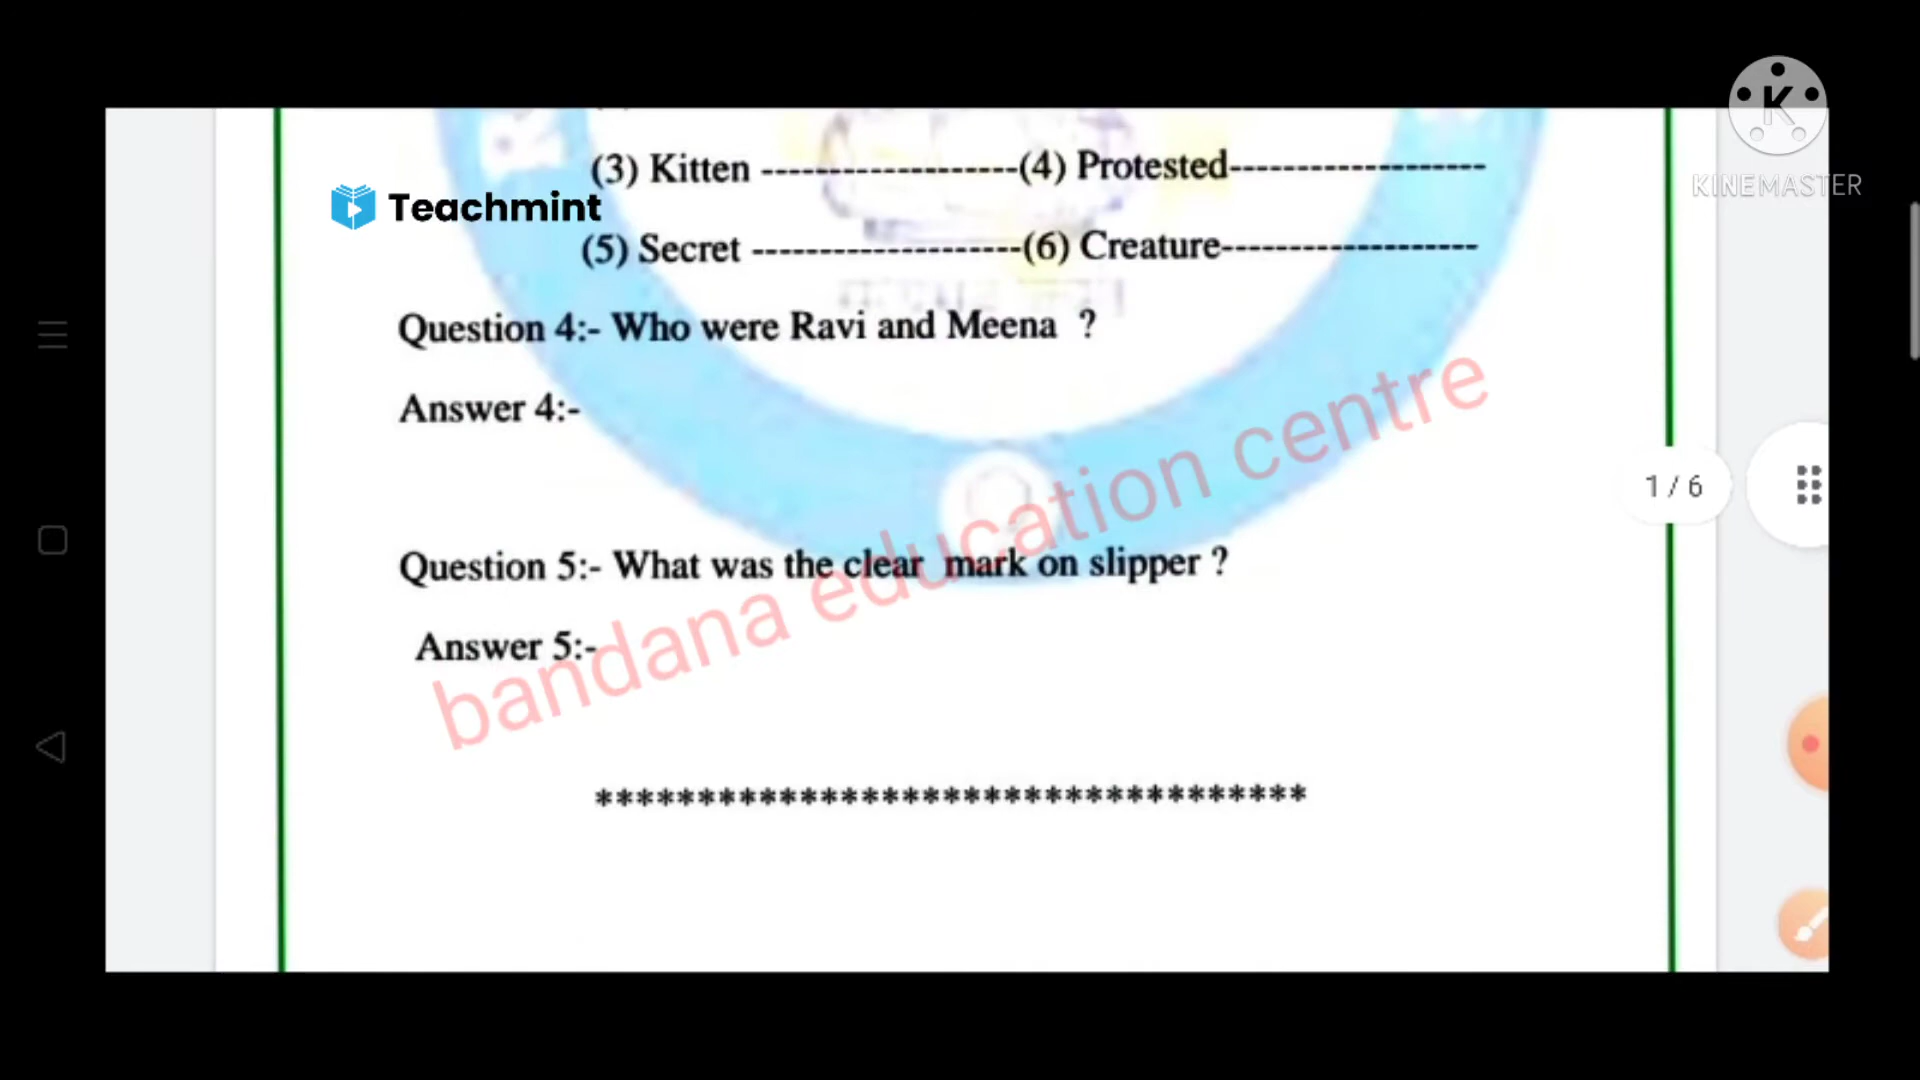 KINEMASTER
(3) Kitten -------------------(4) Protested-------------------
Teachmint
(5) Secret --------------------(6) Creature-------------------
Question 4:- Who were Ravi and Meena ?
Answer 4:-
1 / 6
Question 5:- What was the clear mark on slipper ?
Answer 5:-
bandana education centre
***********************************